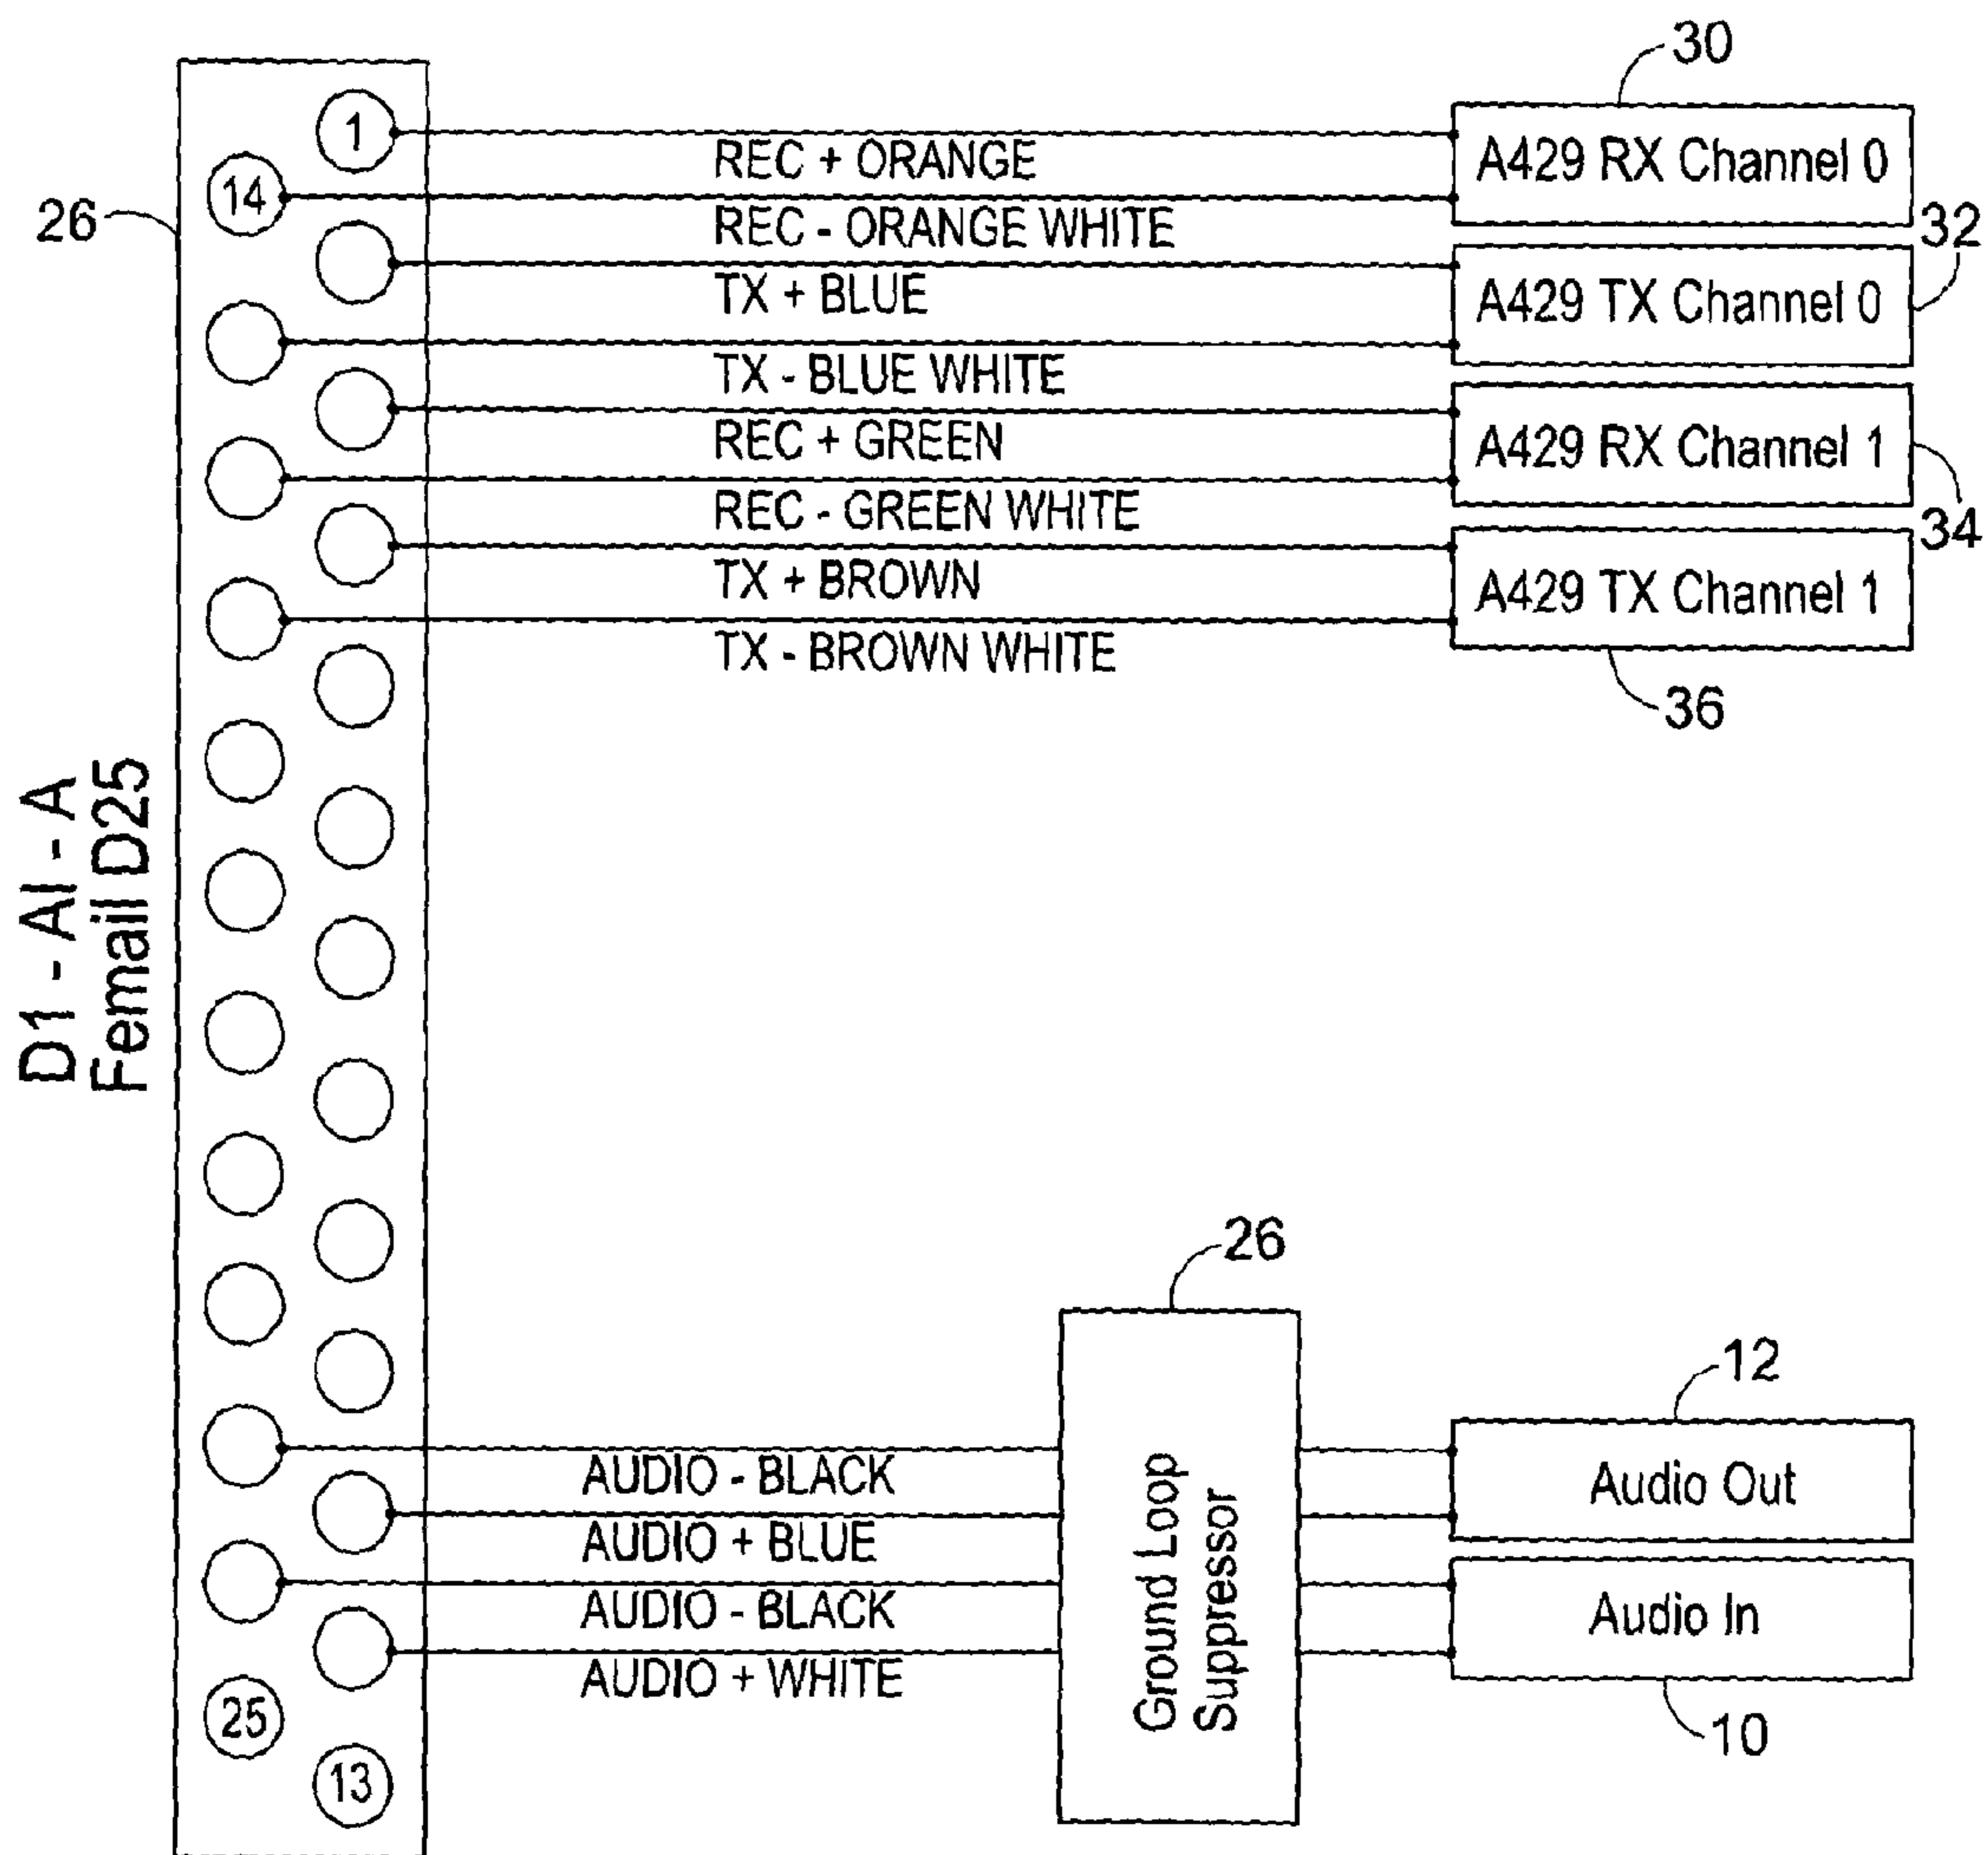 30
1
REC + ORANGE
A429 RX Channel 0
14
26
REC - ORANGE WHITE
32
TX + BLUE
A429 TX Channel 0
TX - BLUE WHITE
REC + GREEN
A429 RX Channel 1
REC - GREEN WHITE
34
TX + BROWN
A429 TX Channel 1
TX - BROWN WHITE
36
D1 - AI - A
Femail D25
26
12
AUDIO - BLACK
Audio Out
AUDIO + BLUE
AUDIO - BLACK
Audio In
AUDIO + WHITE
Ground Loop
Suppressor
25
10
13